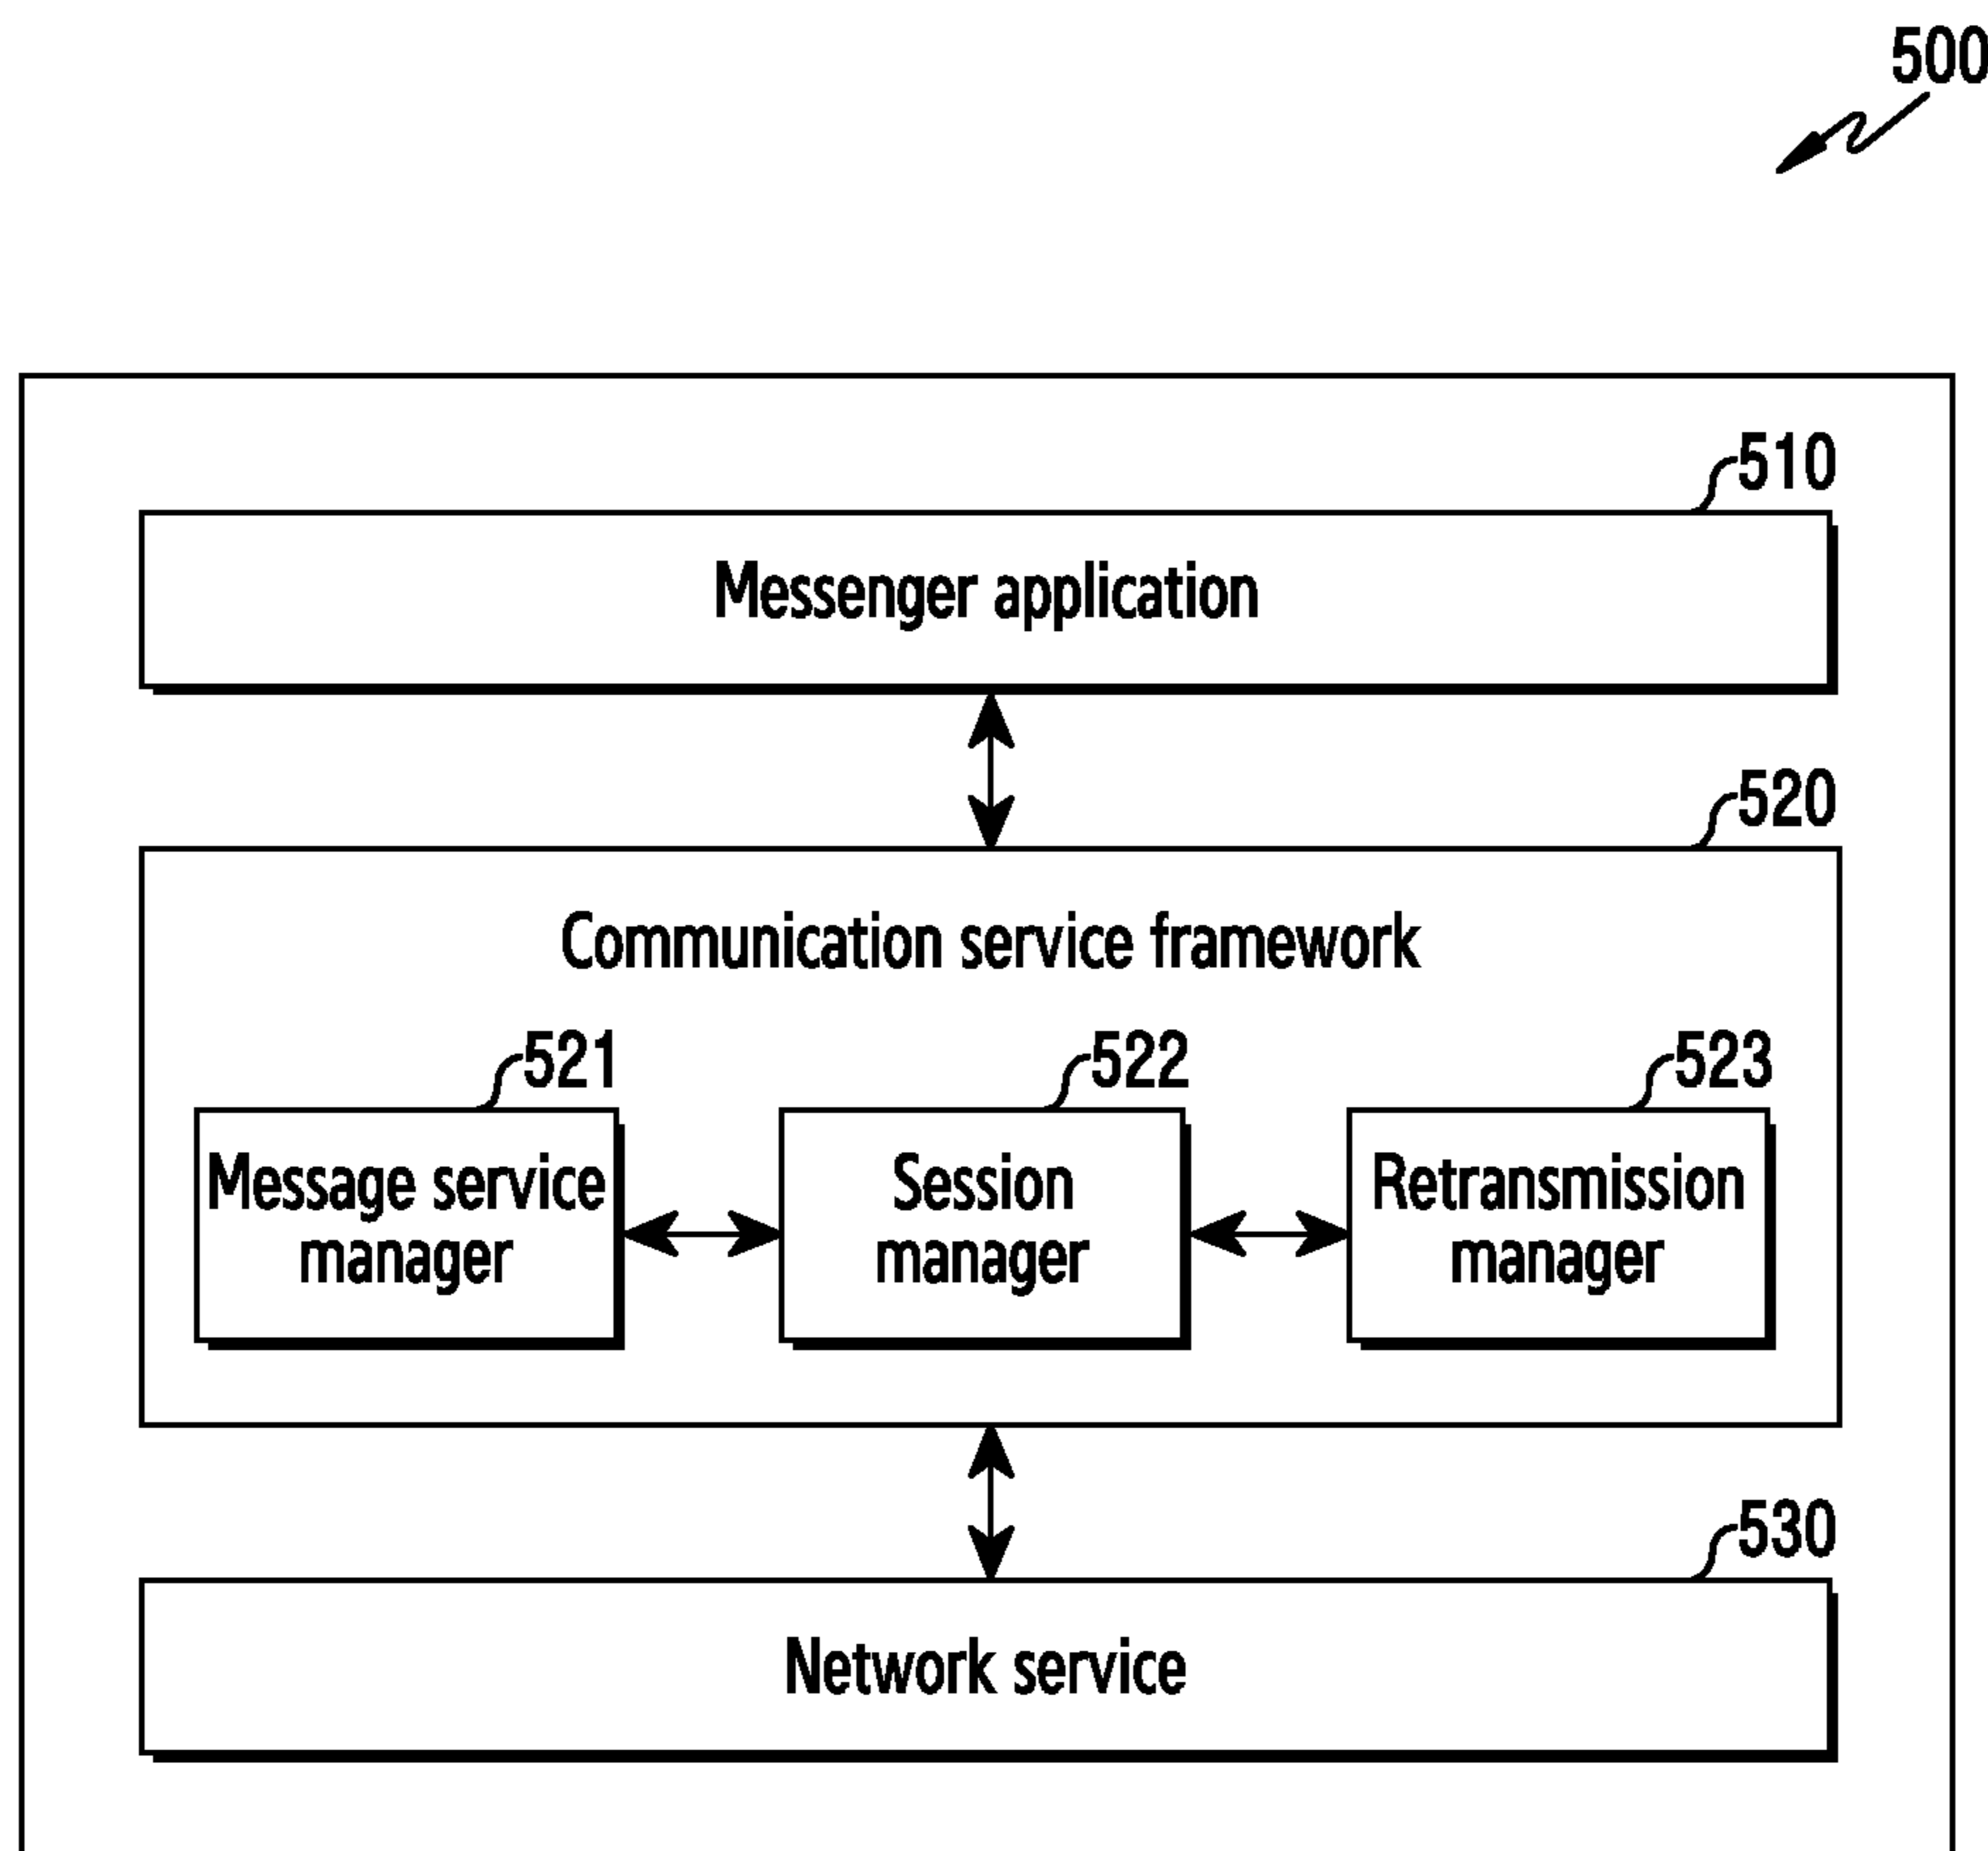 500
510
Messenger application
520
Communication service framework
521
522
523
Message service
manager
Session
manager
Retransmission
manager
530
Network service